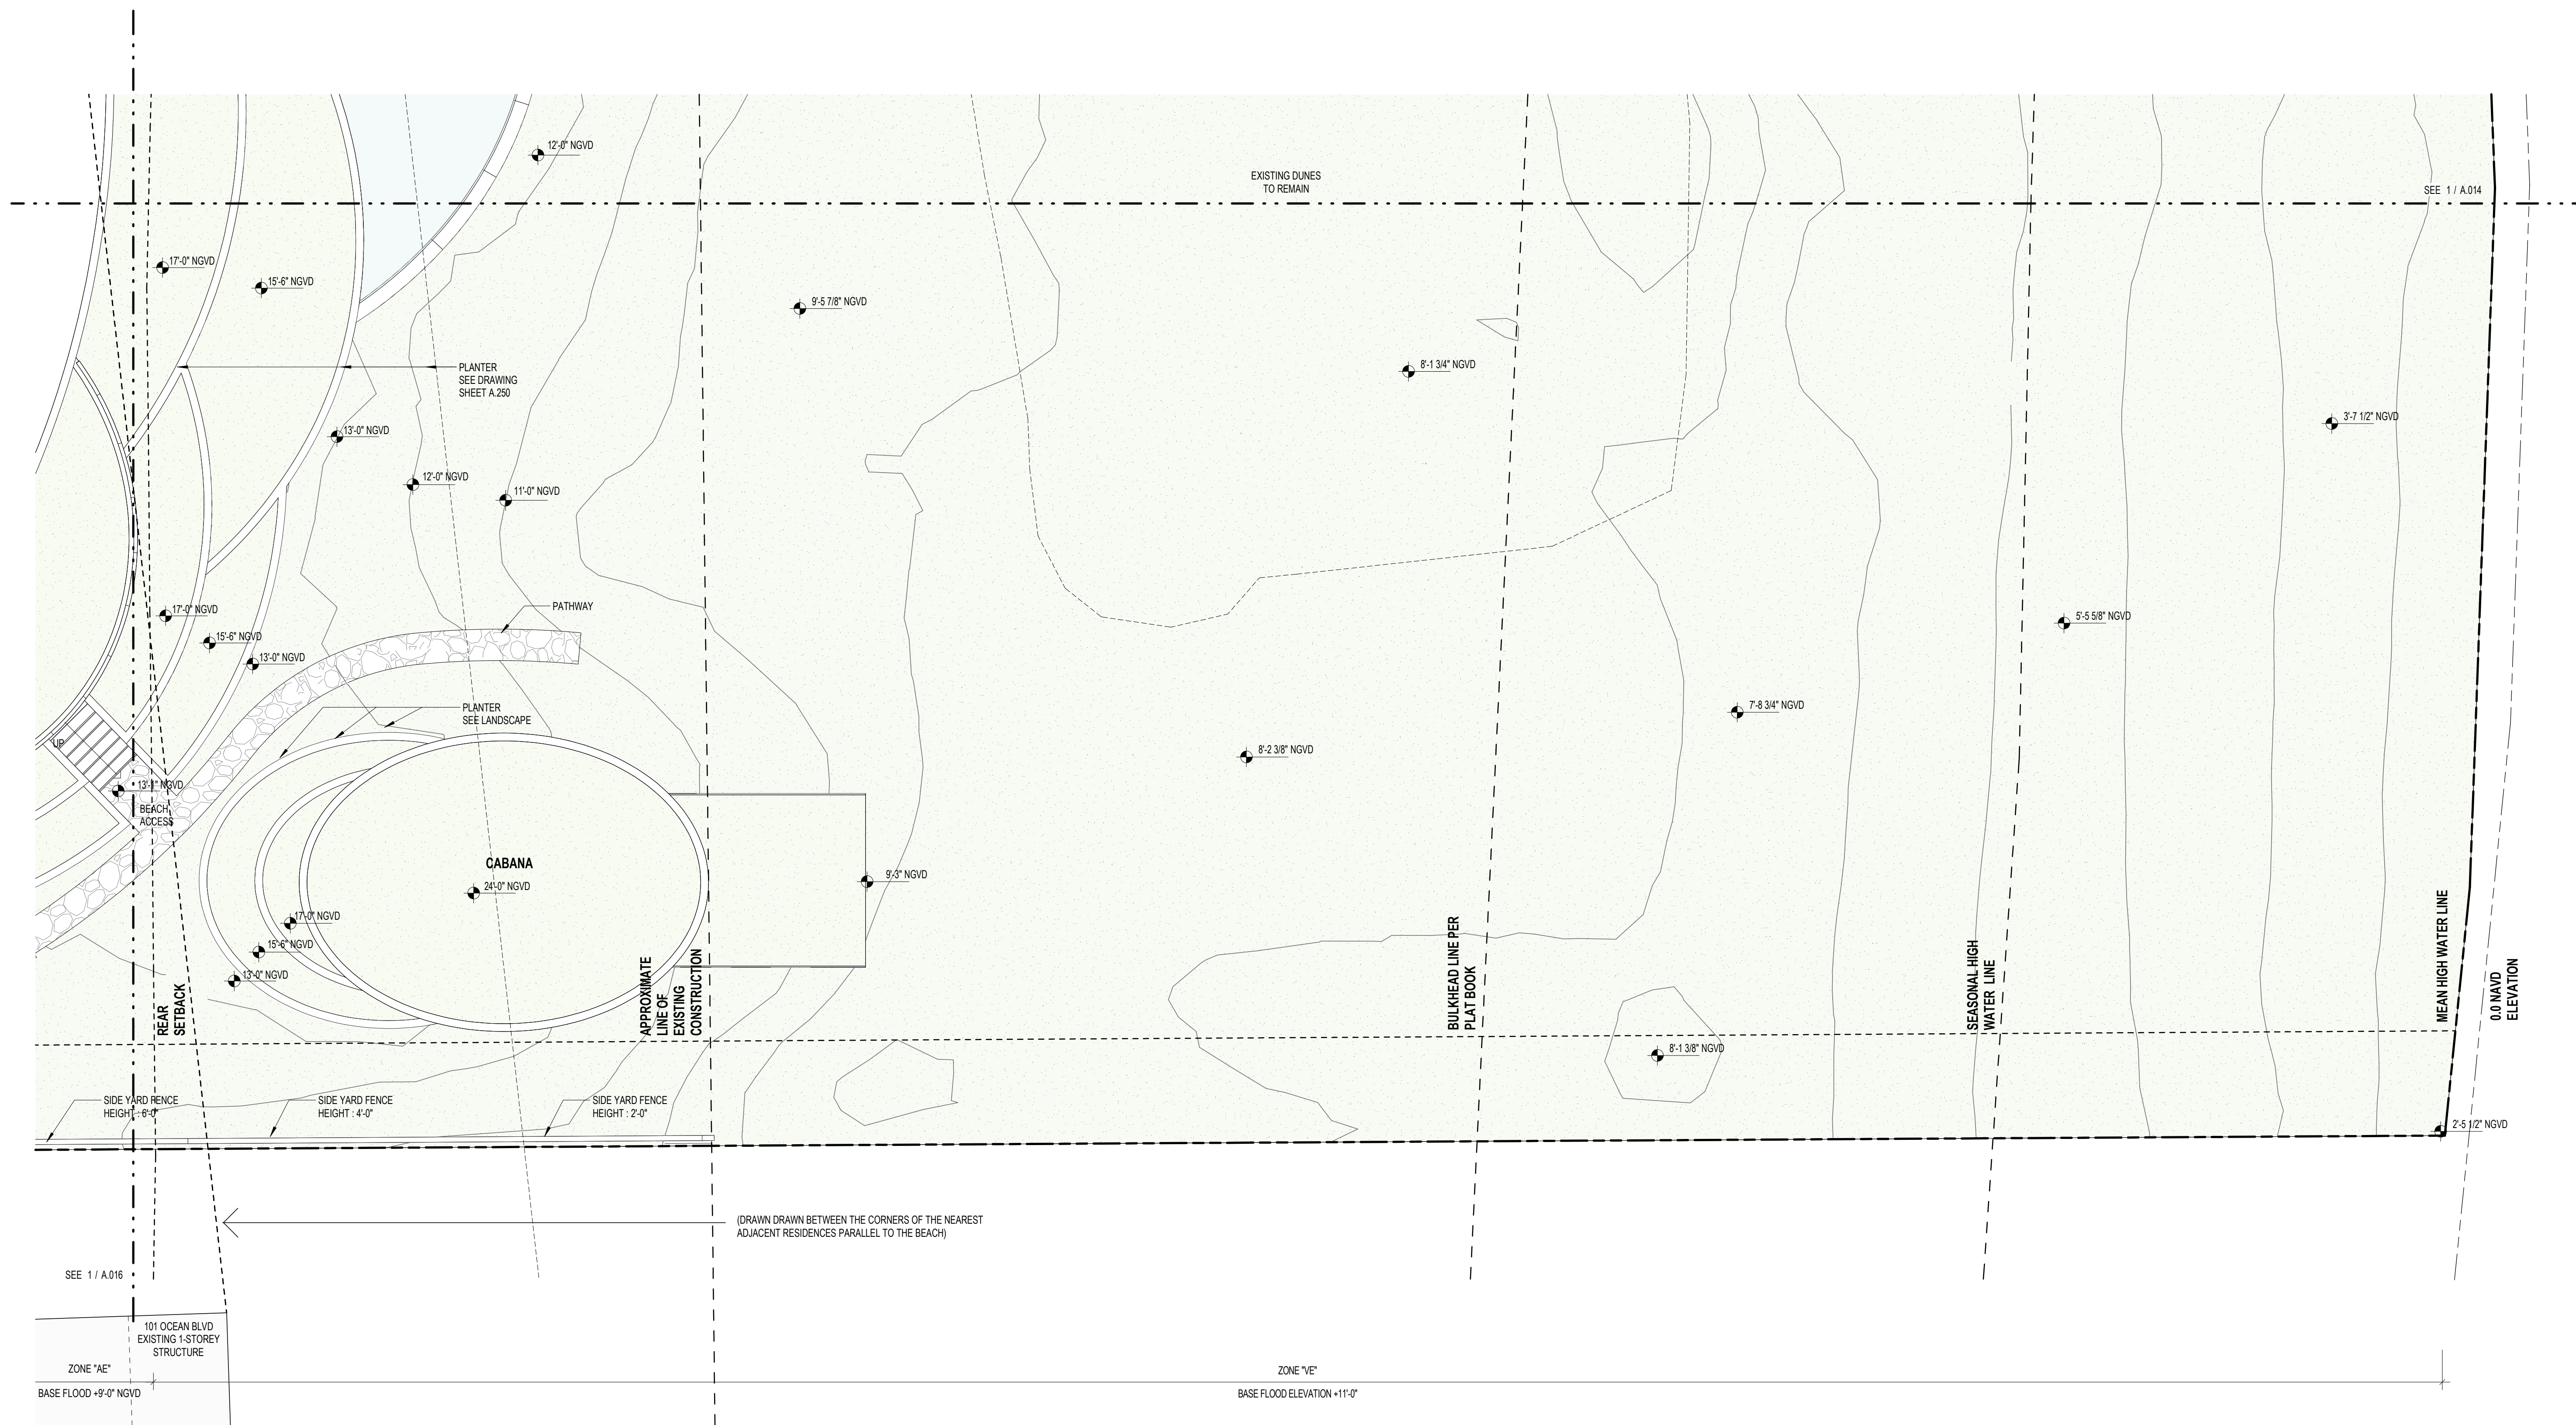 12'-0" NGVD
EXISTING DUNES
TO REMAIN
SEE 1 / A.014
17'-0" NGVD
15'-6" NGVD
9'-5 7/8" NGVD
8'-1 3/4" NGVD
PLANTER
SEE DRAWING
SHEET A.250
3'-7 1/2" NGVD
13'-0" NGVD
12'-0" NGVD
11'-0" NGVD
PATHWAY
17'-0" NGVD
15'-6" NGVD
13'-0" NGVD
5'-5 5/8" NGVD
PLANTER
SEE LANDSCAPE
7'-8 3/4" NGVD
UP
8'-2 3/8" NGVD
13'-1" NGVD
BEACH
ACCESS
CABANA
24'-0" NGVD
9'-3" NGVD
17'-0" NGVD
15'-6" NGVD
13'-0" NGVD
REAR
SETBACK
APPROXIMATE
LINE OF
EXISTING
CONSTRUCTION
BULKHEAD LINE PER
PLAT BOOK
SEASONAL HIGH
WATER LINE
MEAN HIGH WATER LINE
0.0 NAVD
ELEVATION
8'-1 3/8" NGVD
SIDE YARD FENCE
HEIGHT : 6'-0"
SIDE YARD FENCE
HEIGHT : 4'-0"
SIDE YARD FENCE
HEIGHT : 2'-0"
2'-5 1/2" NGVD
(DRAWN DRAWN BETWEEN THE CORNERS OF THE NEAREST
ADJACENT RESIDENCES PARALLEL TO THE BEACH)
SEE 1 / A.016
101 OCEAN BLVD
EXISTING 1-STOREY
STRUCTURE
ZONE "AE"
BASE FLOOD +9'-0" NGVD
ZONE "VE"
BASE FLOOD ELEVATION +11'-0"